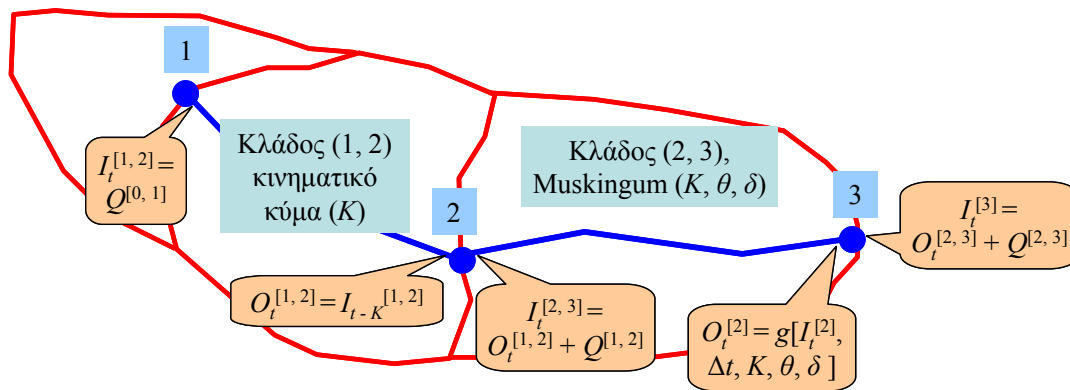 1
I_t^[1, 2] =
Q^[0, 1]
Κλάδος (1, 2)
κινηματικό
κύμα (K)
Κλάδος (2, 3),
Muskingum (K, θ, δ)
2
3
I_t^[3] =
O_t^[2, 3] + Q^[2, 3]
O_t^[1, 2] = I_{t - K}^[1, 2]
I_t^[2, 3] =
O_t^[1, 2] + Q^[1, 2]
O_t^[2] = g[I_t^[2],
Δt, K, θ, δ ]